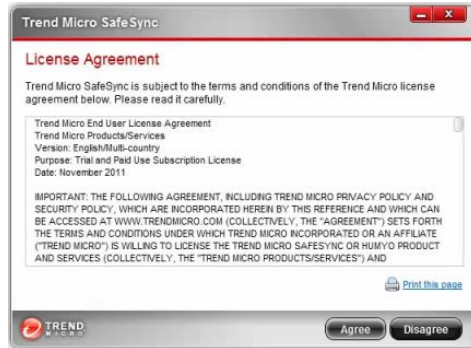 Trend Micro SafeSync
License Agreement
Trend Micro SafeSync is subject to the terms and conditions of the Trend Micro license
agreement below. Please read it carefully.
Trend Micro End User License Agreement
Trend Micro Products/Services
Version: English/Multi-country
Purpose: Trial and Paid Use Subscription License
Date: November 2011
IMPORTANT: THE FOLLOWING AGREEMENT, INCLUDING TREND MICRO PRIVACY POLICY AND
SECURITY POLICY, WHICH ARE INCORPORATED HEREIN BY THIS REFERENCE AND WHICH CAN
BE ACCESSED AT WWW.TRENDMICRO.COM (COLLECTIVELY, THE "AGREEMENT") SETS FORTH
THE TERMS AND CONDITIONS UNDER WHICH TREND MICRO INCORPORATED OR AN AFFILIATE
("TREND MICRO") IS WILLING TO LICENSE THE TREND MICRO SAFESYNC OR HUMYO PRODUCT
AND SERVICES (COLLECTIVELY, THE "TREND MICRO PRODUCTS/SERVICES") AND
Print this page
TREND
MICRO
Agree
Disagree